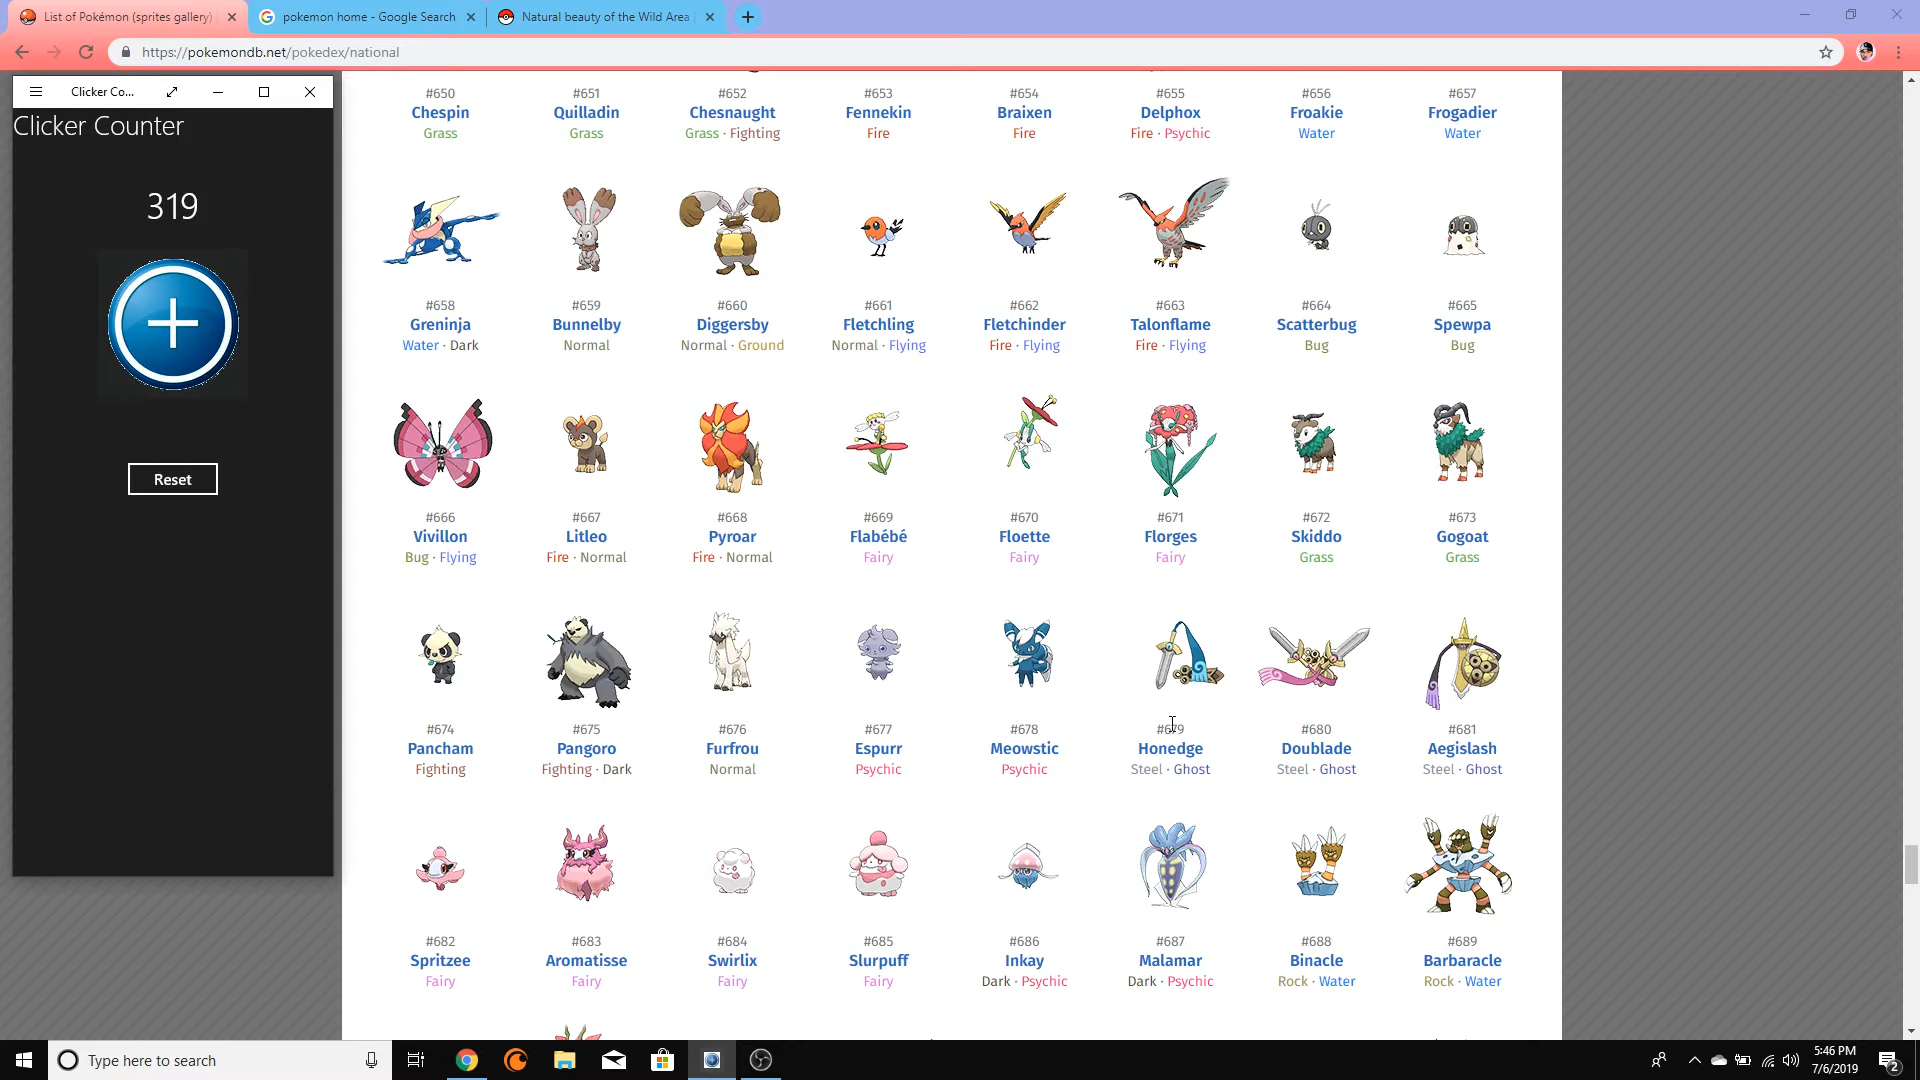 List of Pokémon (sprites gallery)
pokemon home - Google Search
Natural beauty of the Wild Area
https://pokemondb.net/pokedex/national
Clicker Co...
Clicker Counter
319
Reset
#650 #651 #652 #653 #654 #655 #656 #657
Chespin Quilladin Chesnaught Fennekin Braixen Delphox Froakie Frogadier
Grass Grass Grass · Fighting Fire Fire Fire · Psychic Water Water
#658 #659 #660 #661 #662 #663 #664 #665
Greninja Bunnelby Diggersby Fletchling Fletchinder Talonflame Scatterbug Spewpa
Water · Dark Normal Normal · Ground Normal · Flying Fire · Flying Fire · Flying Bug Bug
#666 #667 #668 #669 #670 #671 #672 #673
Vivillon Litleo Pyroar Flabébé Floette Florges Skiddo Gogoat
Bug · Flying Fire · Normal Fire · Normal Fairy Fairy Fairy Grass Grass
#674 #675 #676 #677 #678 #679 #680 #681
Pancham Pangoro Furfrou Espurr Meowstic Honedge Doublade Aegislash
Fighting Fighting · Dark Normal Psychic Psychic Steel · Ghost Steel · Ghost Steel · Ghost
#682 #683 #684 #685 #686 #687 #688 #689
Spritzee Aromatisse Swirlix Slurpuff Inkay Malamar Binacle Barbaracle
Fairy Fairy Fairy Fairy Dark · Psychic Dark · Psychic Rock · Water Rock · Water
Type here to search
5:46 PM
7/6/2019
2